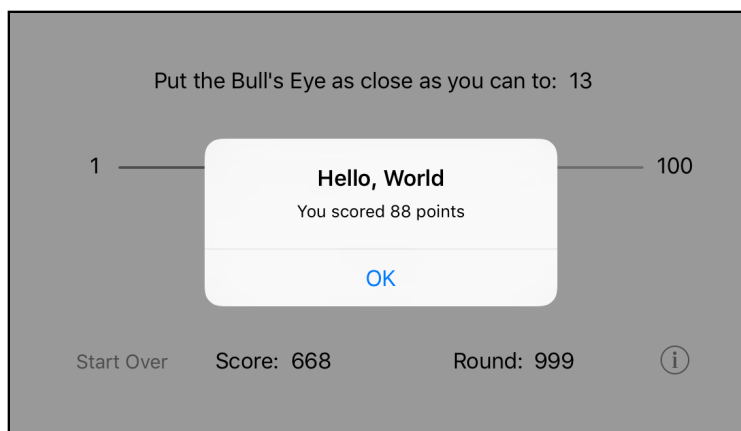 Put the Bull's Eye as close as you can to: 13
1 100
Hello, World
You scored 88 points
OK
Start Over Score: 668 Round: 999 i